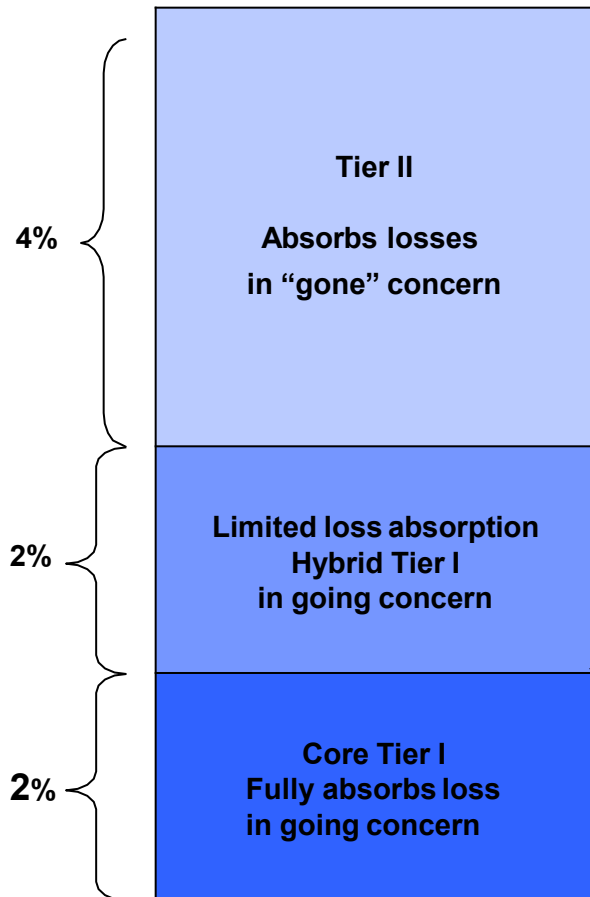 Tier II
4%
Absorbs losses
in “gone” concern
Limited loss absorption
2%
Hybrid Tier I
in going concern
Core Tier I
2%
Fully absorbs loss
in going concern